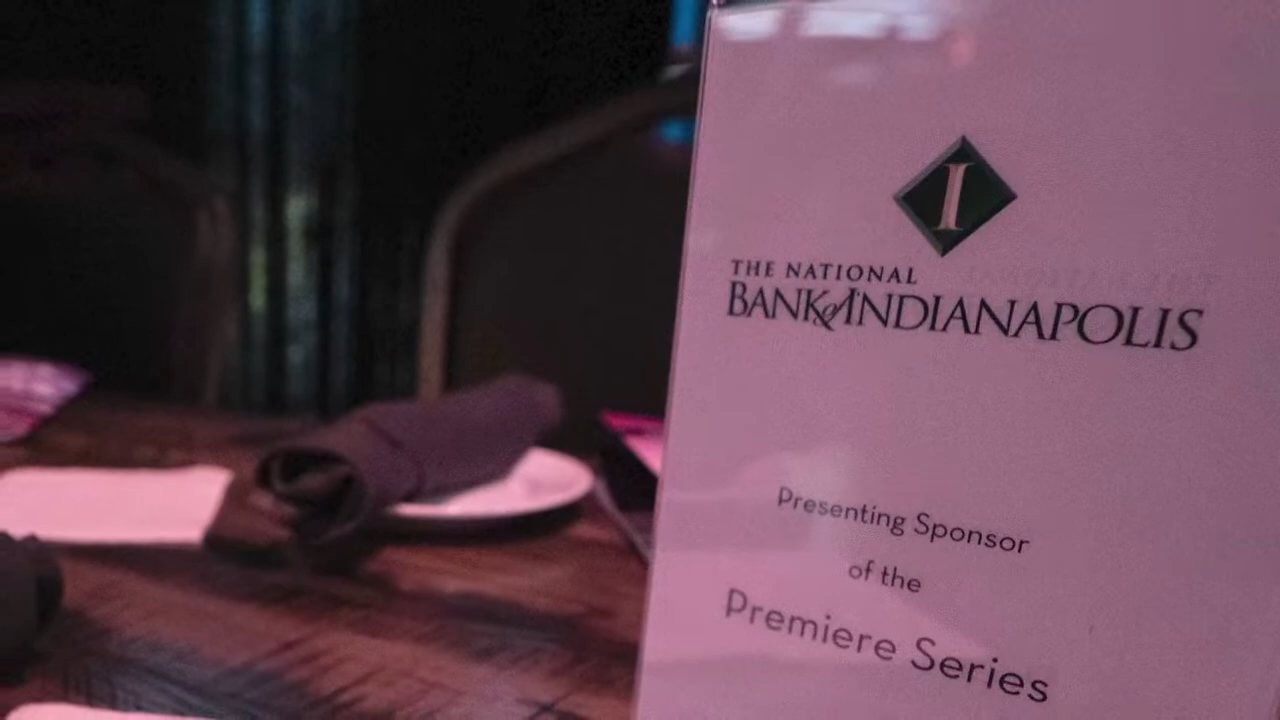 I
THE NATIONAL
BANK of INDIANAPOLIS
Presenting Sponsor
of the
Premiere Series